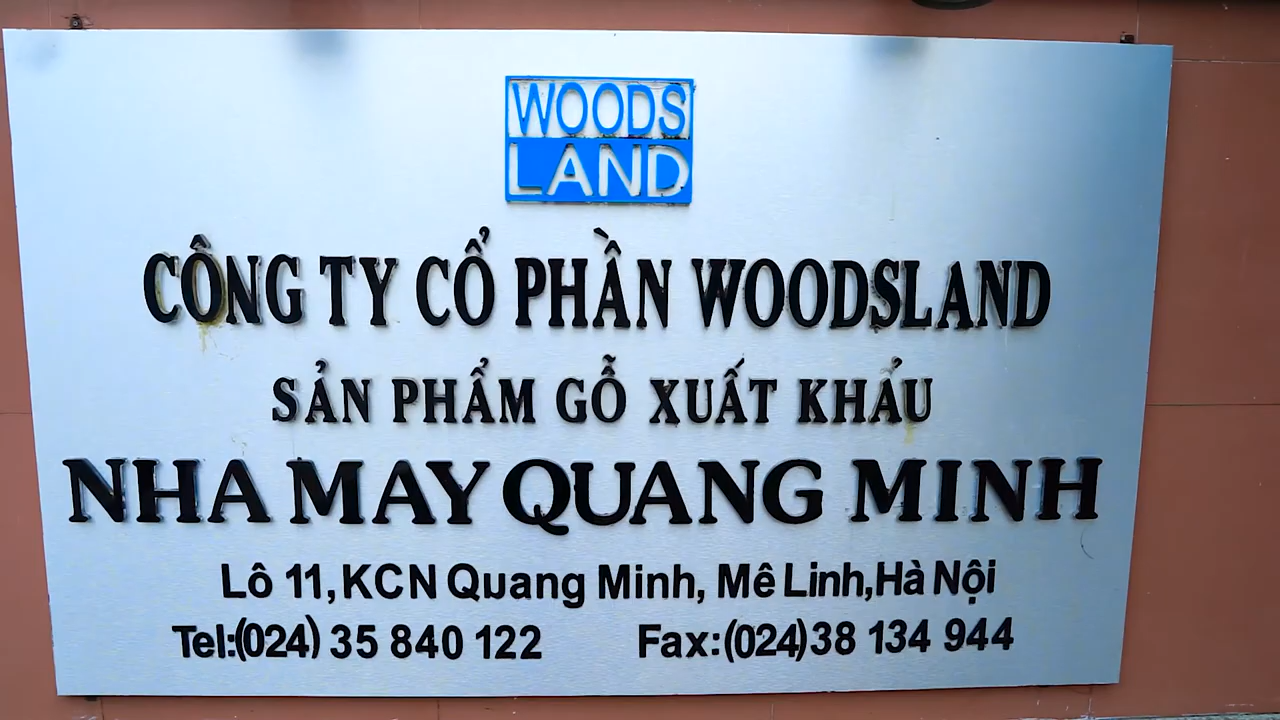 WOODS
LAND
CÔNG TY CỔ PHẦN WOODSLAND
SẢN PHẨM GỖ XUẤT KHẨU
NHA MAY QUANG MINH
Lô 11, KCN Quang Minh, Mê Linh, Hà Nội
Tel:(024) 35 840 122 Fax:(024)38 134 944